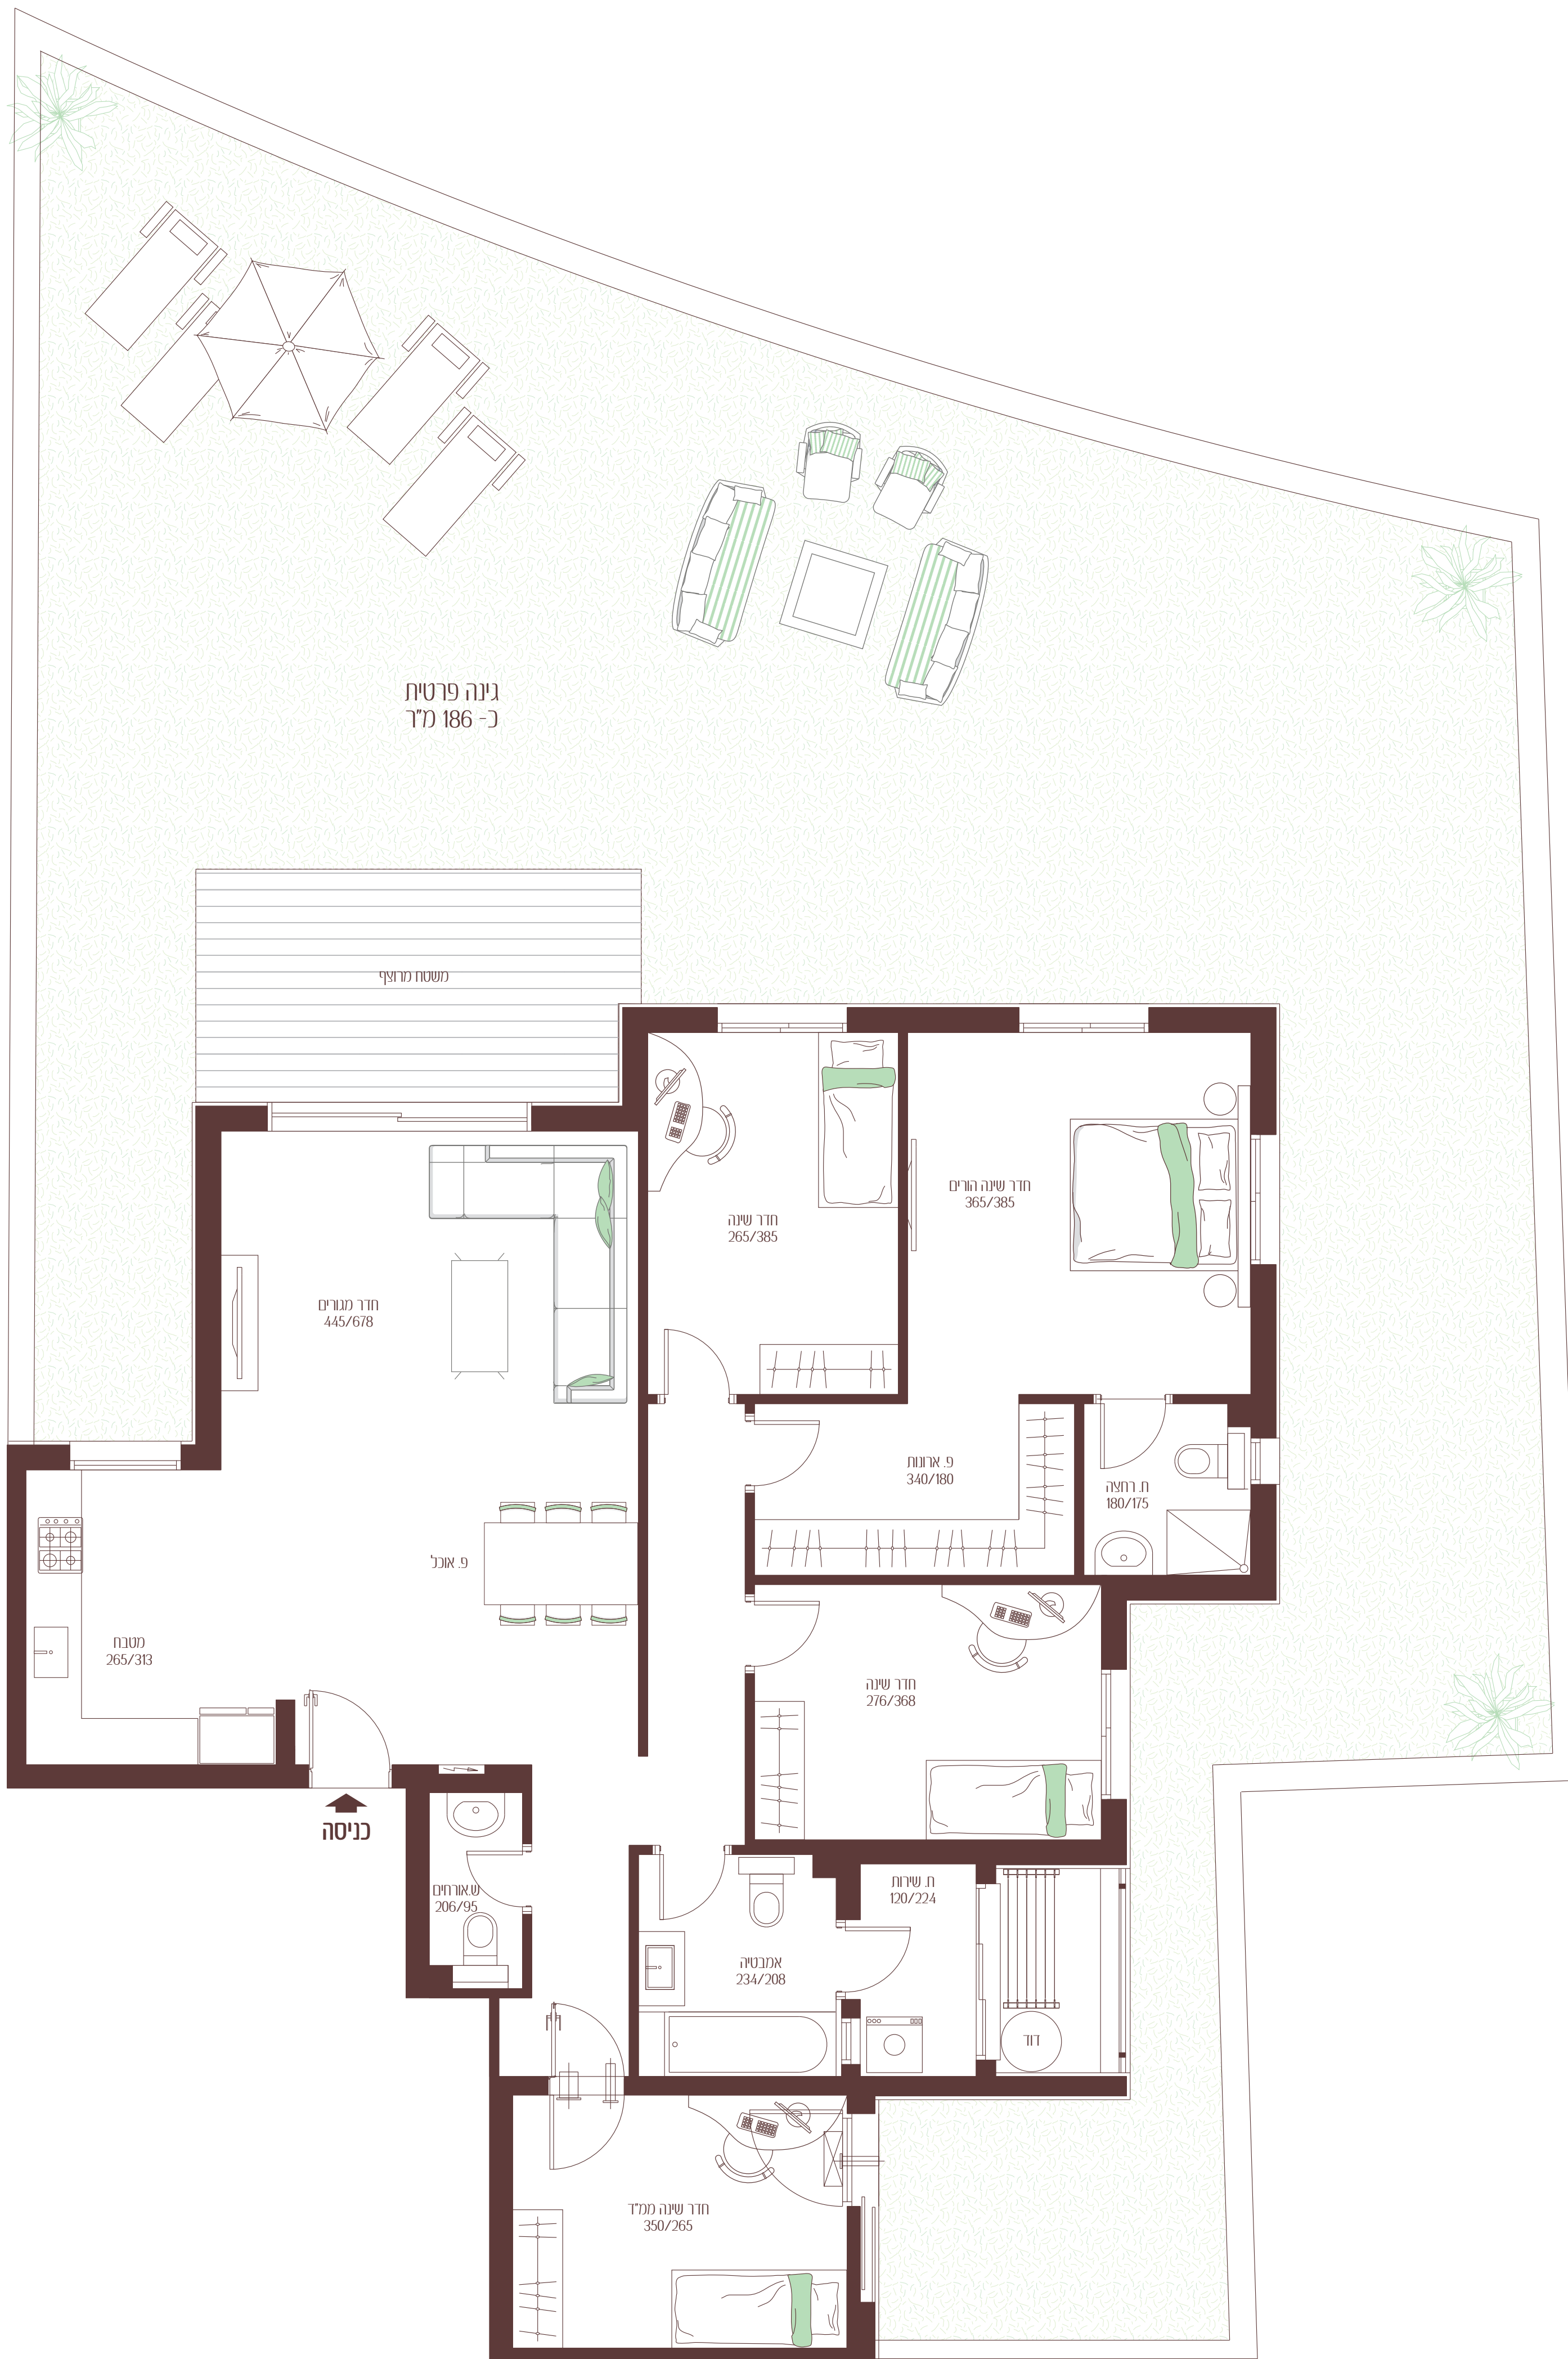 גינה פרטית
כ- 186 מ"ר
משטח מרוצף
חדר שינה הורים
365/385
חדר שינה
265/385
חדר מגורים
445/678
פ. ארונות
340/180
ח. רחצה
180/175
פ. אוכל
מטבח
265/313
חדר שינה
276/368
כניסה
ש.אורחים
206/95
ח. שירות
120/224
אמבטיה
234/208
דוד
חדר שינה ממ"ד
350/265